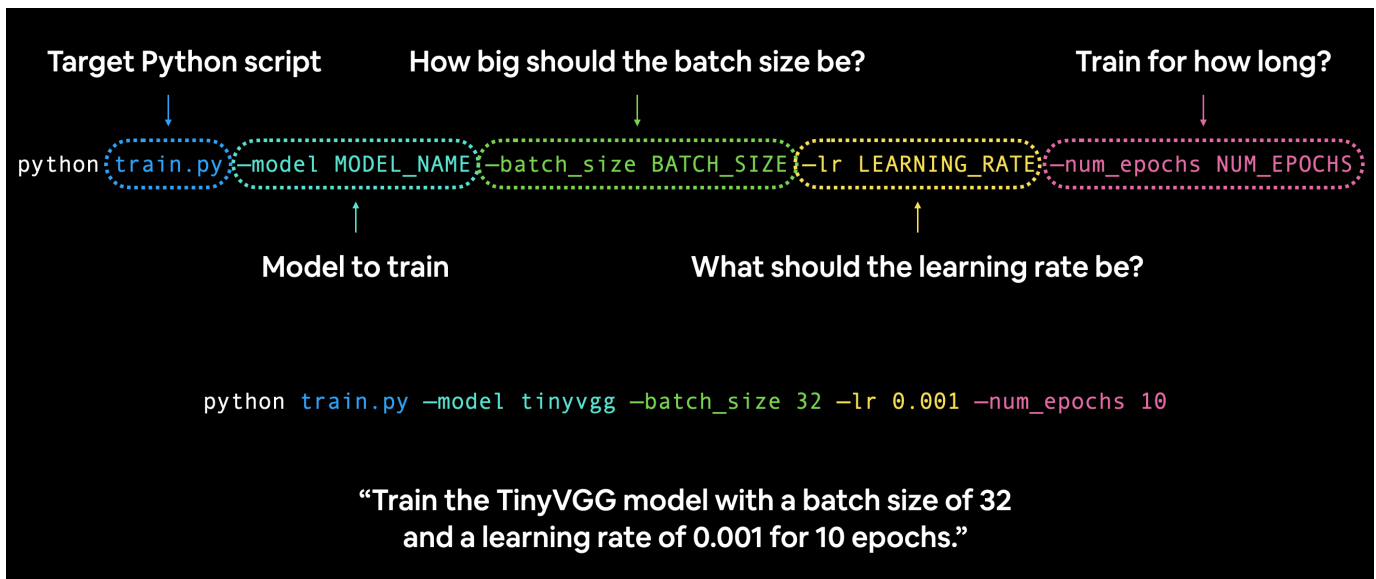 Target Python script How big should the batch size be? Train for how long?
python train.py —model MODEL_NAME —batch_size BATCH_SIZE —lr LEARNING_RATE —num_epochs NUM_EPOCHS
Model to train What should the learning rate be?
python train.py —model tinyvgg —batch_size 32 —lr 0.001 —num_epochs 10
“Train the TinyVGG model with a batch size of 32
and a learning rate of 0.001 for 10 epochs.”